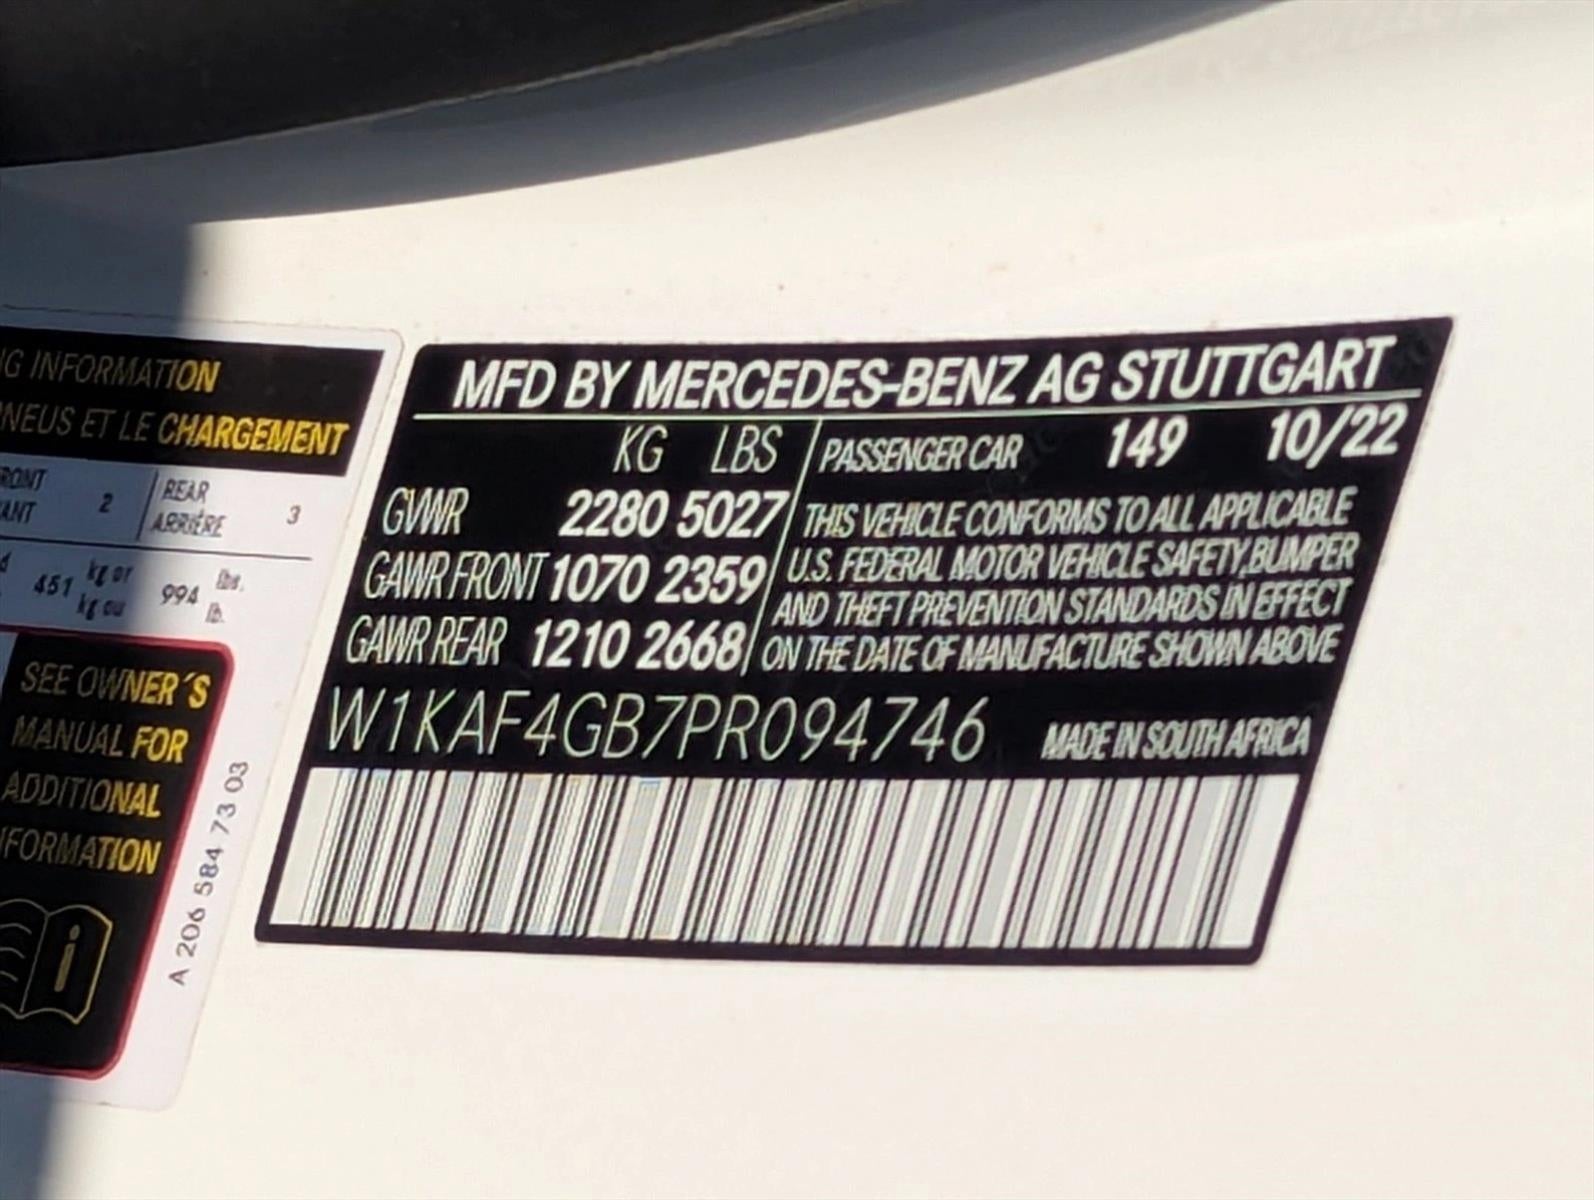 NG INFORMATION
PNEUS ET LE CHARGEMENT
FRONT
AVANT 2
REAR
ARRIÈRE 3
451 kg or
kg ou
994 lbs.
lb.
SEE OWNER´S
MANUAL FOR
ADDITIONAL
INFORMATION
A 206 584 73 03
MFD BY MERCEDES-BENZ AG STUTTGART
KG LBS
GVWR 2280 5027
GAWR FRONT 1070 2359
GAWR REAR 1210 2668
PASSENGER CAR 149 10/22
THIS VEHICLE CONFORMS TO ALL APPLICABLE
U.S. FEDERAL MOTOR VEHICLE SAFETY,BUMPER
AND THEFT PREVENTION STANDARDS IN EFFECT
ON THE DATE OF MANUFACTURE SHOWN ABOVE
W1KAF4GB7PR094746 MADE IN SOUTH AFRICA